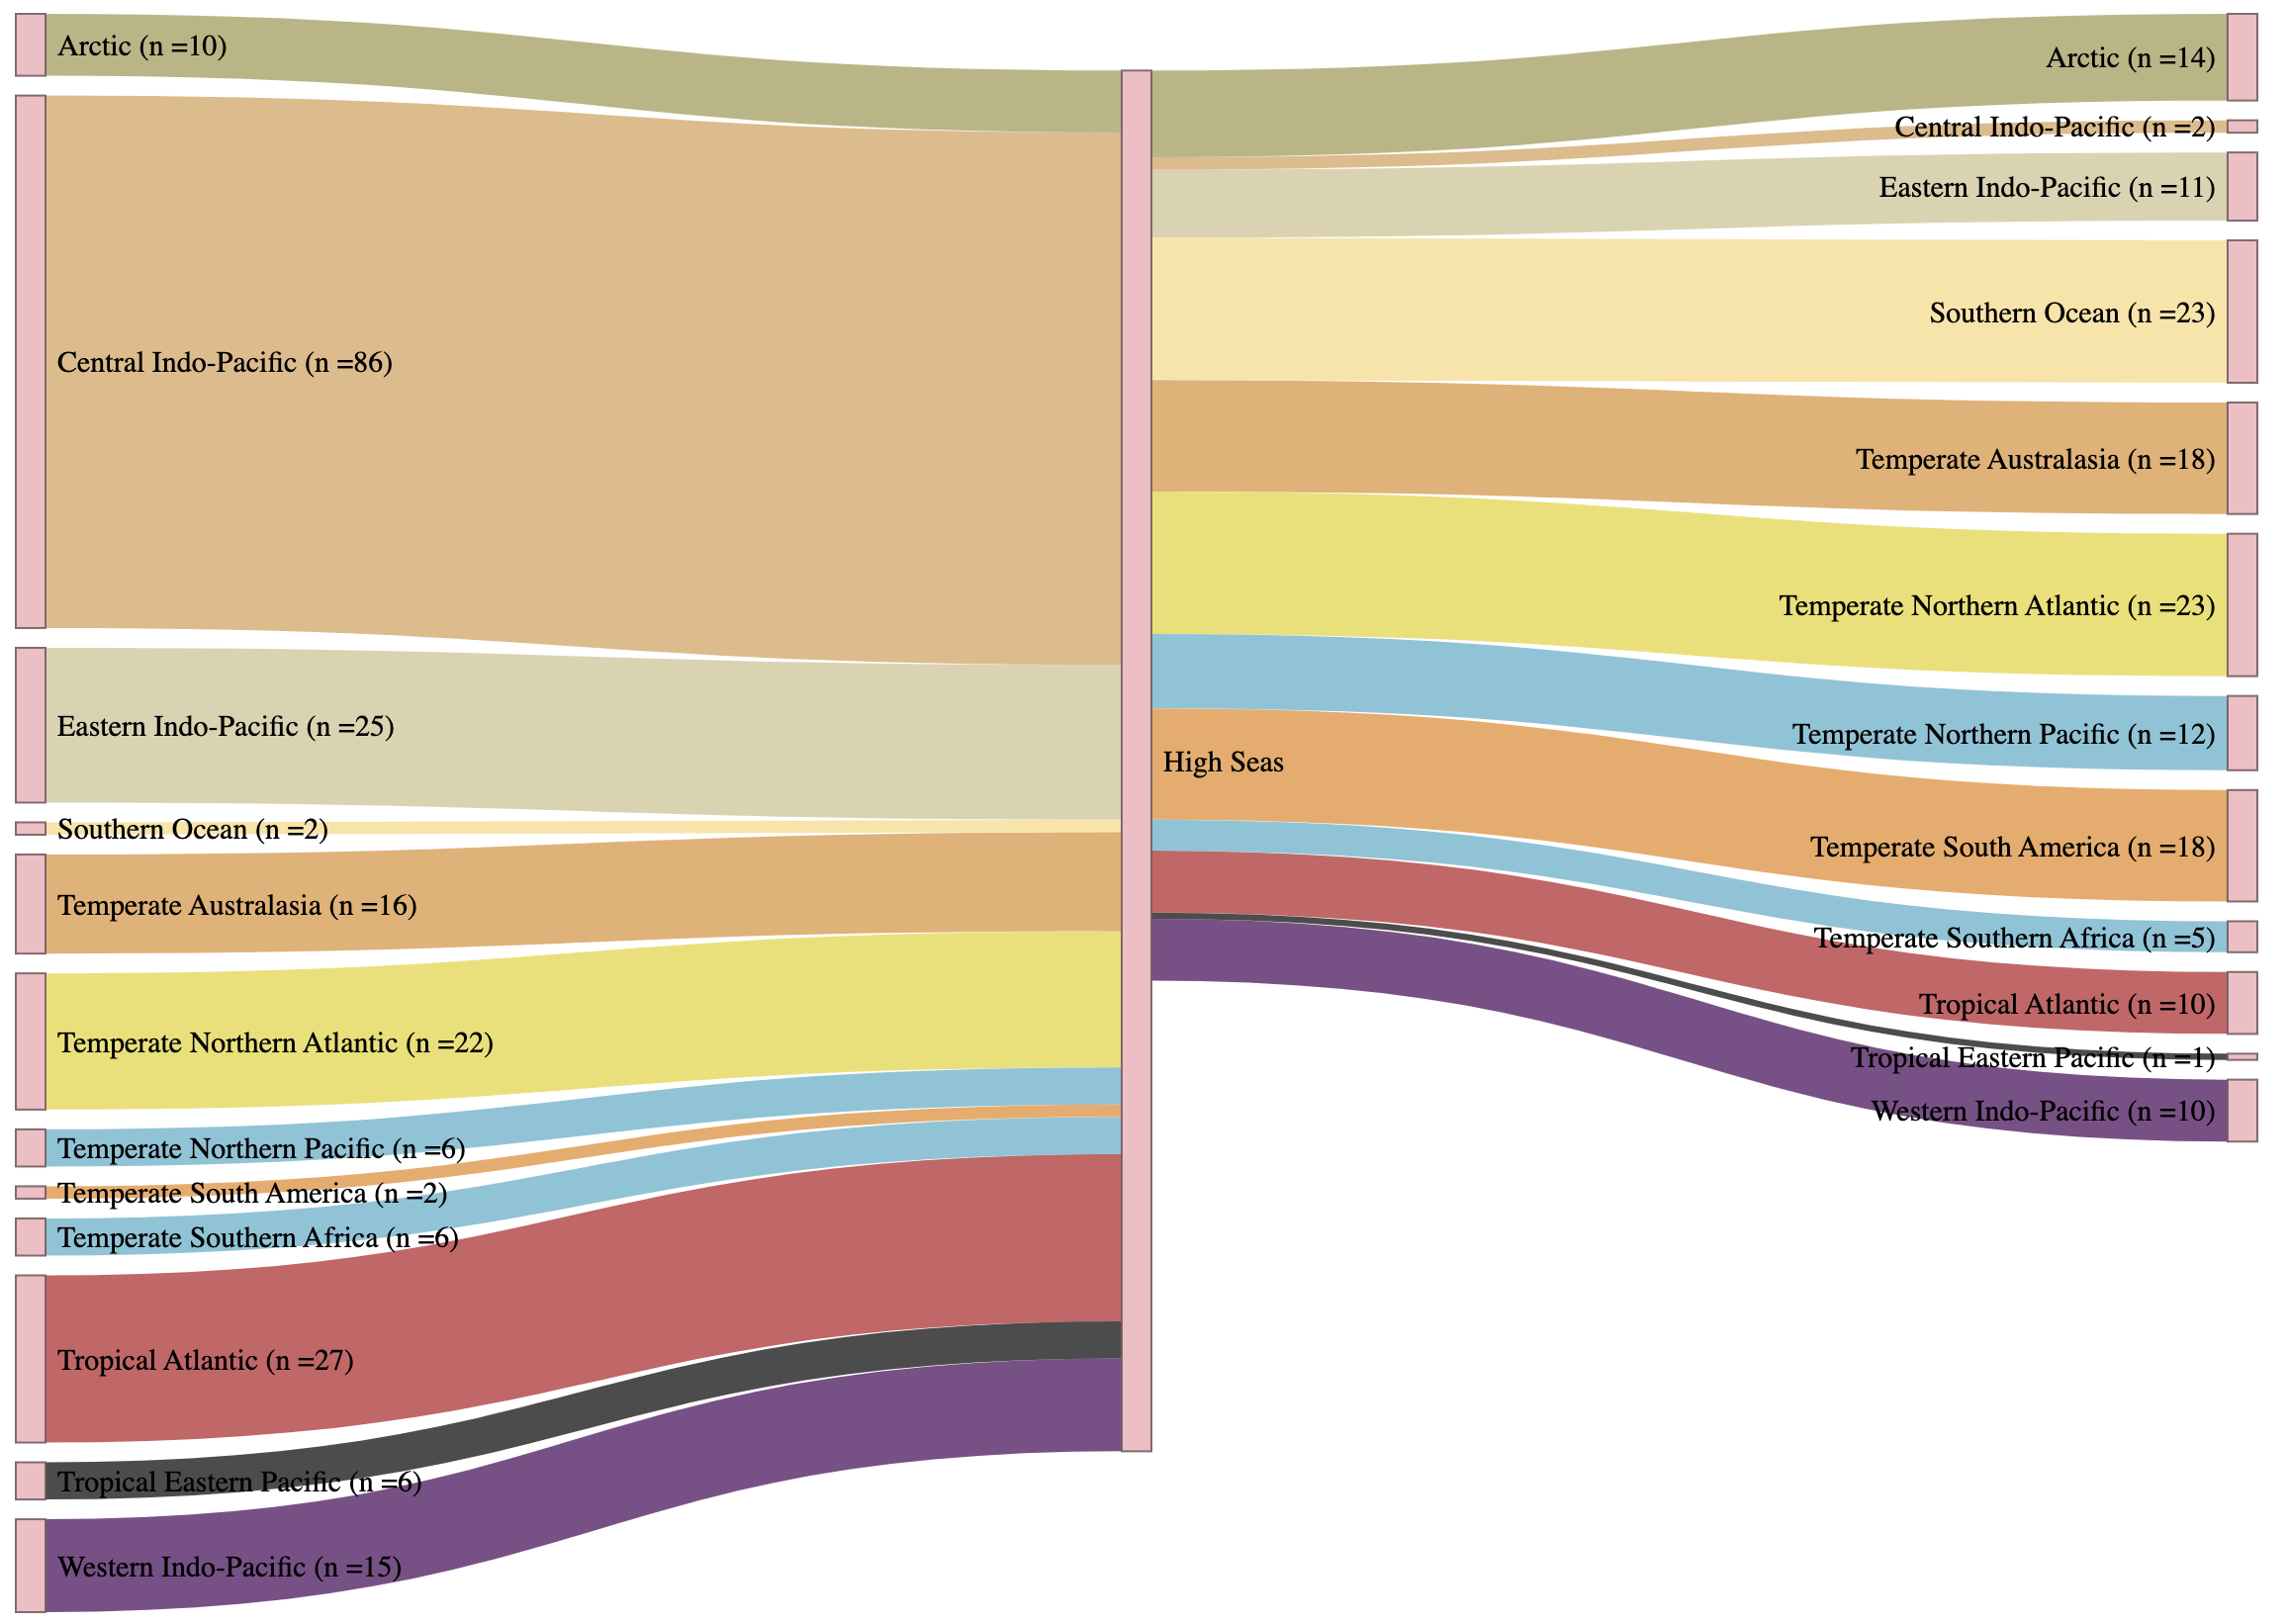 Arctic (n =10)
Central Indo-Pacific (n =86)
Eastern Indo-Pacific (n =25)
Southern Ocean (n =2)
Temperate Australasia (n =16)
Temperate Northern Atlantic (n =22)
Temperate Northern Pacific (n =6)
Temperate South America (n =2)
Temperate Southern Africa (n =6)
Tropical Atlantic (n =27)
Tropical Eastern Pacific (n =6)
Western Indo-Pacific (n =15)
High Seas
Arctic (n =14)
Central Indo-Pacific (n =2)
Eastern Indo-Pacific (n =11)
Southern Ocean (n =23)
Temperate Australasia (n =18)
Temperate Northern Atlantic (n =23)
Temperate Northern Pacific (n =12)
Temperate South America (n =18)
Temperate Southern Africa (n =5)
Tropical Atlantic (n =10)
Tropical Eastern Pacific (n =1)
Western Indo-Pacific (n =10)